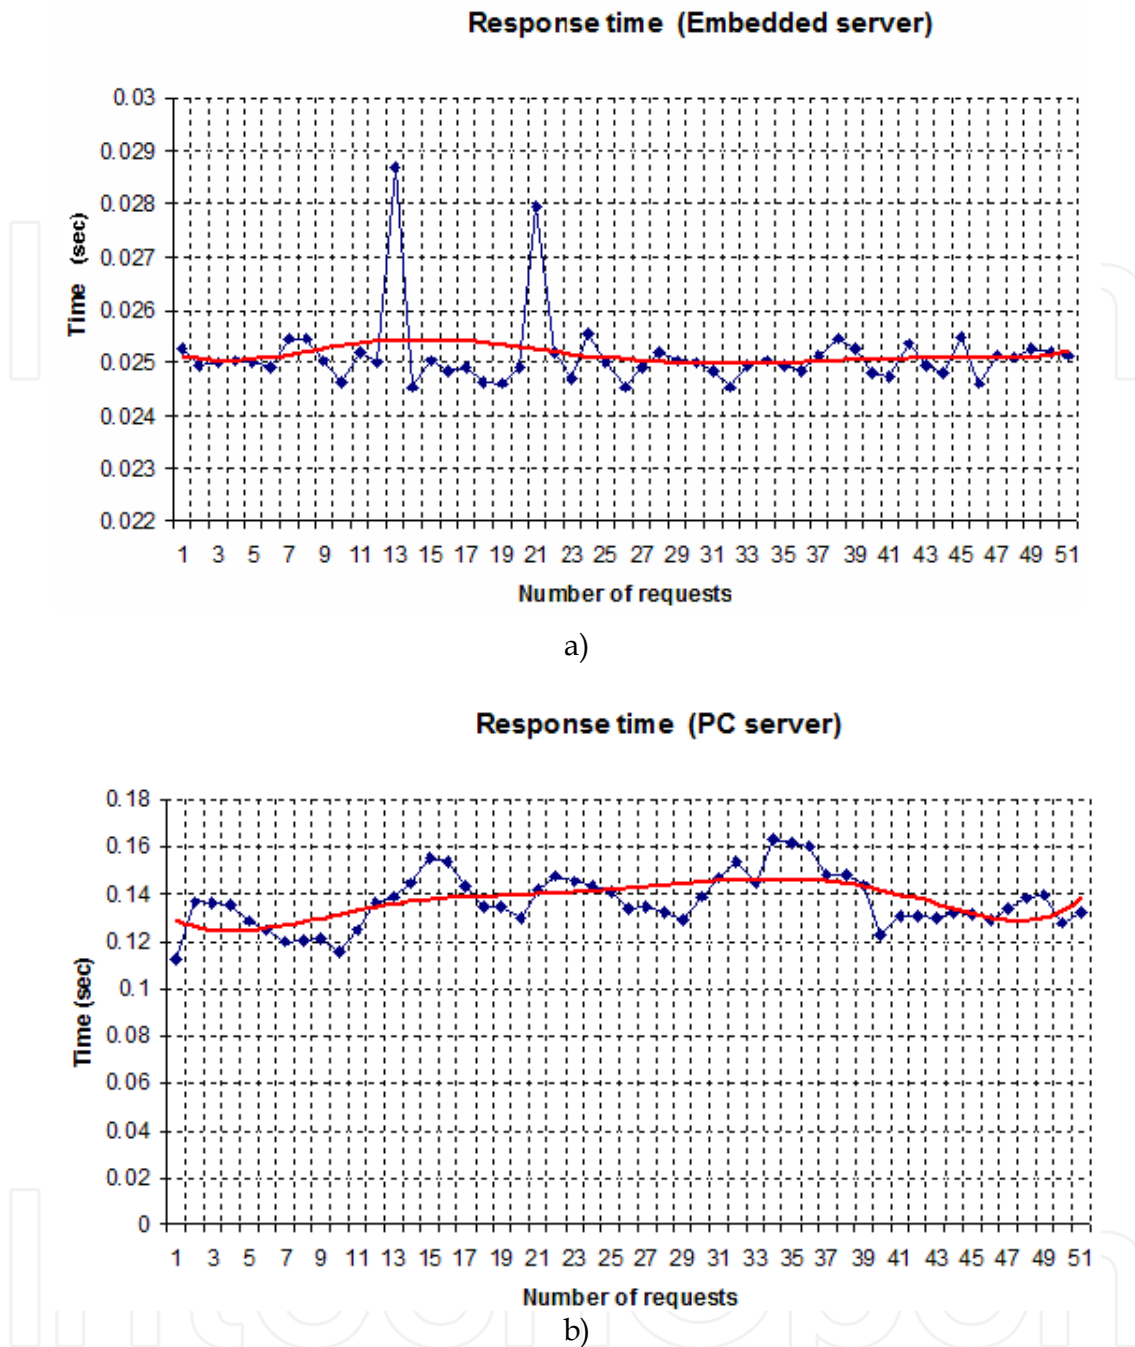 Response time (Embedded server)
0.03
0.029
0.028
0.027
0.026
0.025
0.024
0.023
0.022
Time (sec)
1 3 5 7 9 11 13 15 17 19 21 23 25 27 29 31 33 35 37 39 41 43 45 47 49 51
Number of requests
a)
Response time (PC server)
0.18
0.16
0.14
0.12
0.1
0.08
0.06
0.04
0.02
0
Time (sec)
1 3 5 7 9 11 13 15 17 19 21 23 25 27 29 31 33 35 37 39 41 43 45 47 49 51
Number of requests
b)